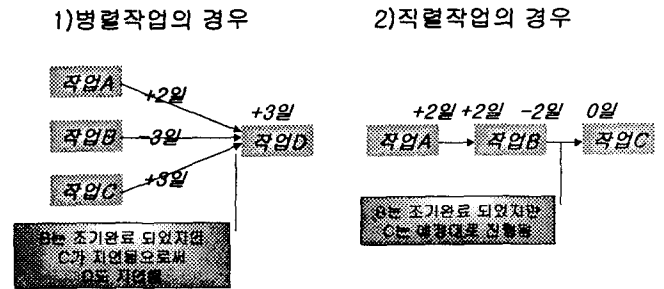 1)병렬작업의 경우
작업A
+2일
작업B
-3일
작업C
+3일
+3일
작업D
B는 조기완료 되었지만
C가 지연됨으로써
D도 지연됨
2)직렬작업의 경우
+2일 +2일 -2일 0일
작업A 작업B 작업C
B는 조기완료 되었지만
C는 예정대로 진행됨